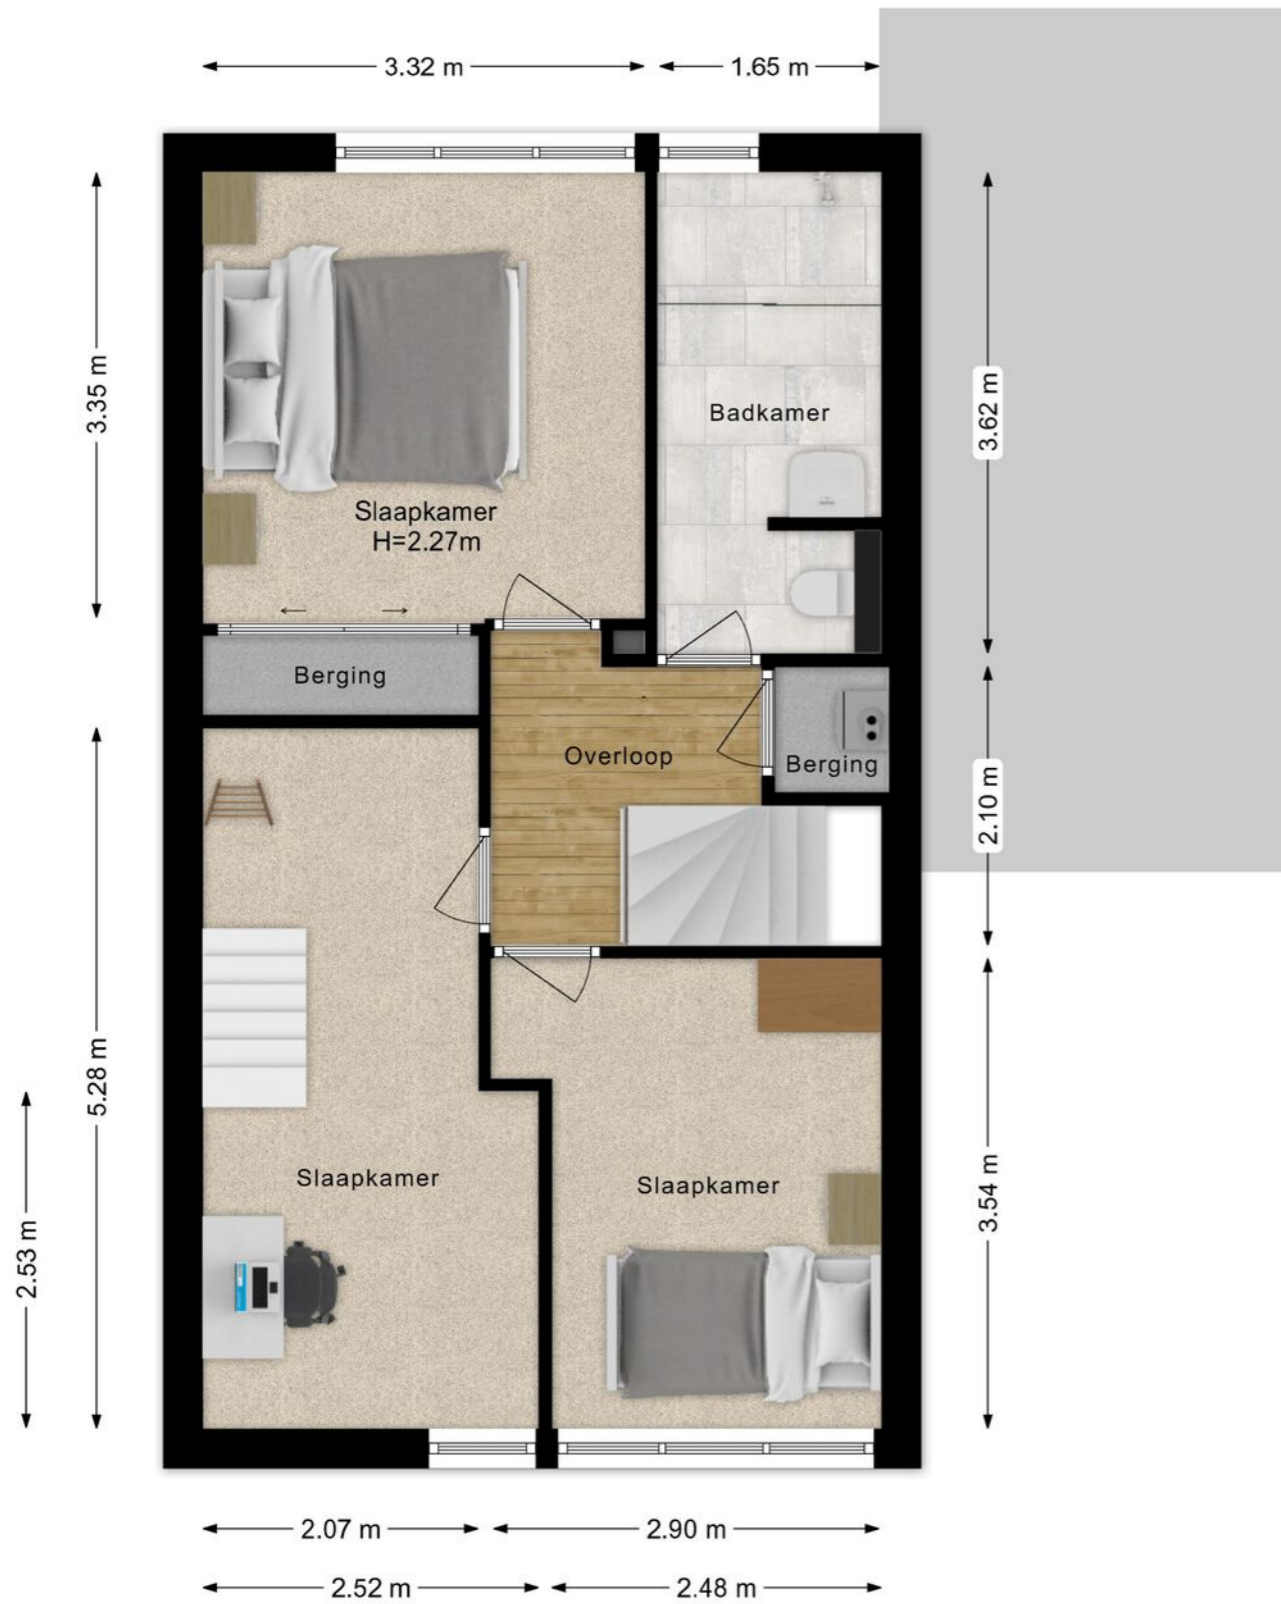 3.32 m
1.65 m
3.35 m
3.62 m
Badkamer
Slaapkamer
H=2.27m
Berging
Overloop
Berging
2.10 m
5.28 m
2.53 m
Slaapkamer
Slaapkamer
3.54 m
2.07 m
2.90 m
2.52 m
2.48 m